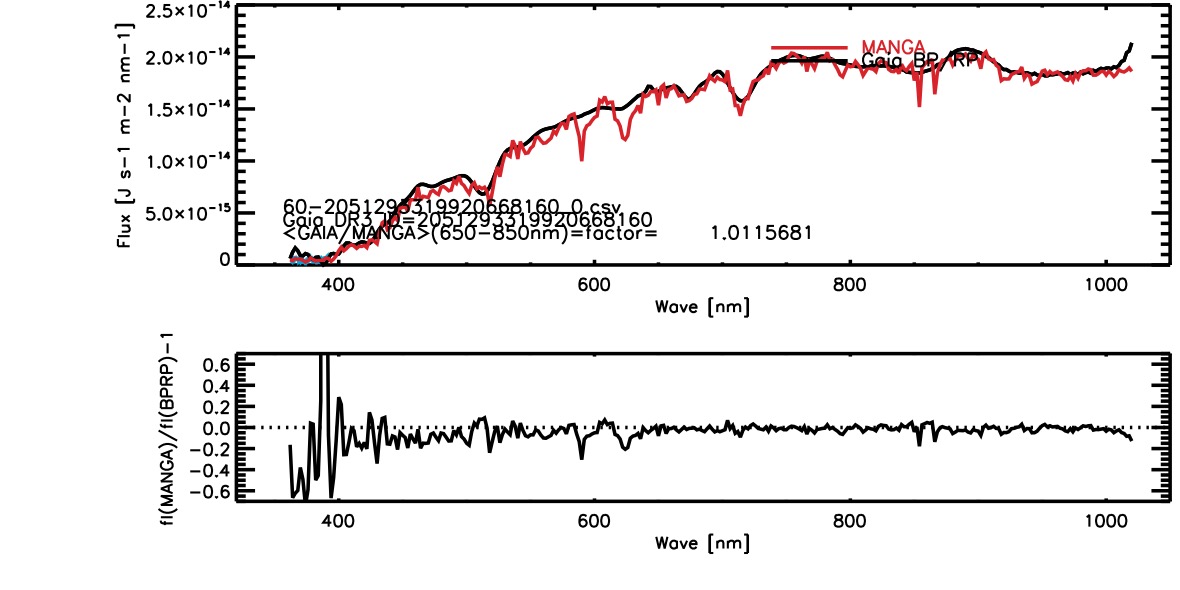 2.5×10−14
2.0×10−14
1.5×10−14
1.0×10−14
5.0×10−15
0
Flux [J s−1 m−2 nm−1]
MANGA
Gaia BP RP
60−2051293319920668160_0.csv
Gaia DR3 ID=2051293319920668160
<GAIA/MANGA>(650−850nm)=factor= 1.0115681
400 600 800 1000
Wave [nm]
0.6
0.4
0.2
0.0
−0.2
−0.4
−0.6
fl(MANGA)/fl(BPRP)−1
400 600 800 1000
Wave [nm]